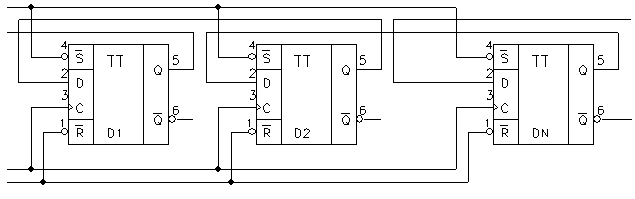 4 S̅ TT 5 4 S̅ TT 5 4 S̅ TT 5
2 D Q 2 D Q 2 D Q
3 C 6 3 C 6 3 C 6
Q̅ Q̅ Q̅
1 R̅ D1 1 R̅ D2 1 R̅ DN